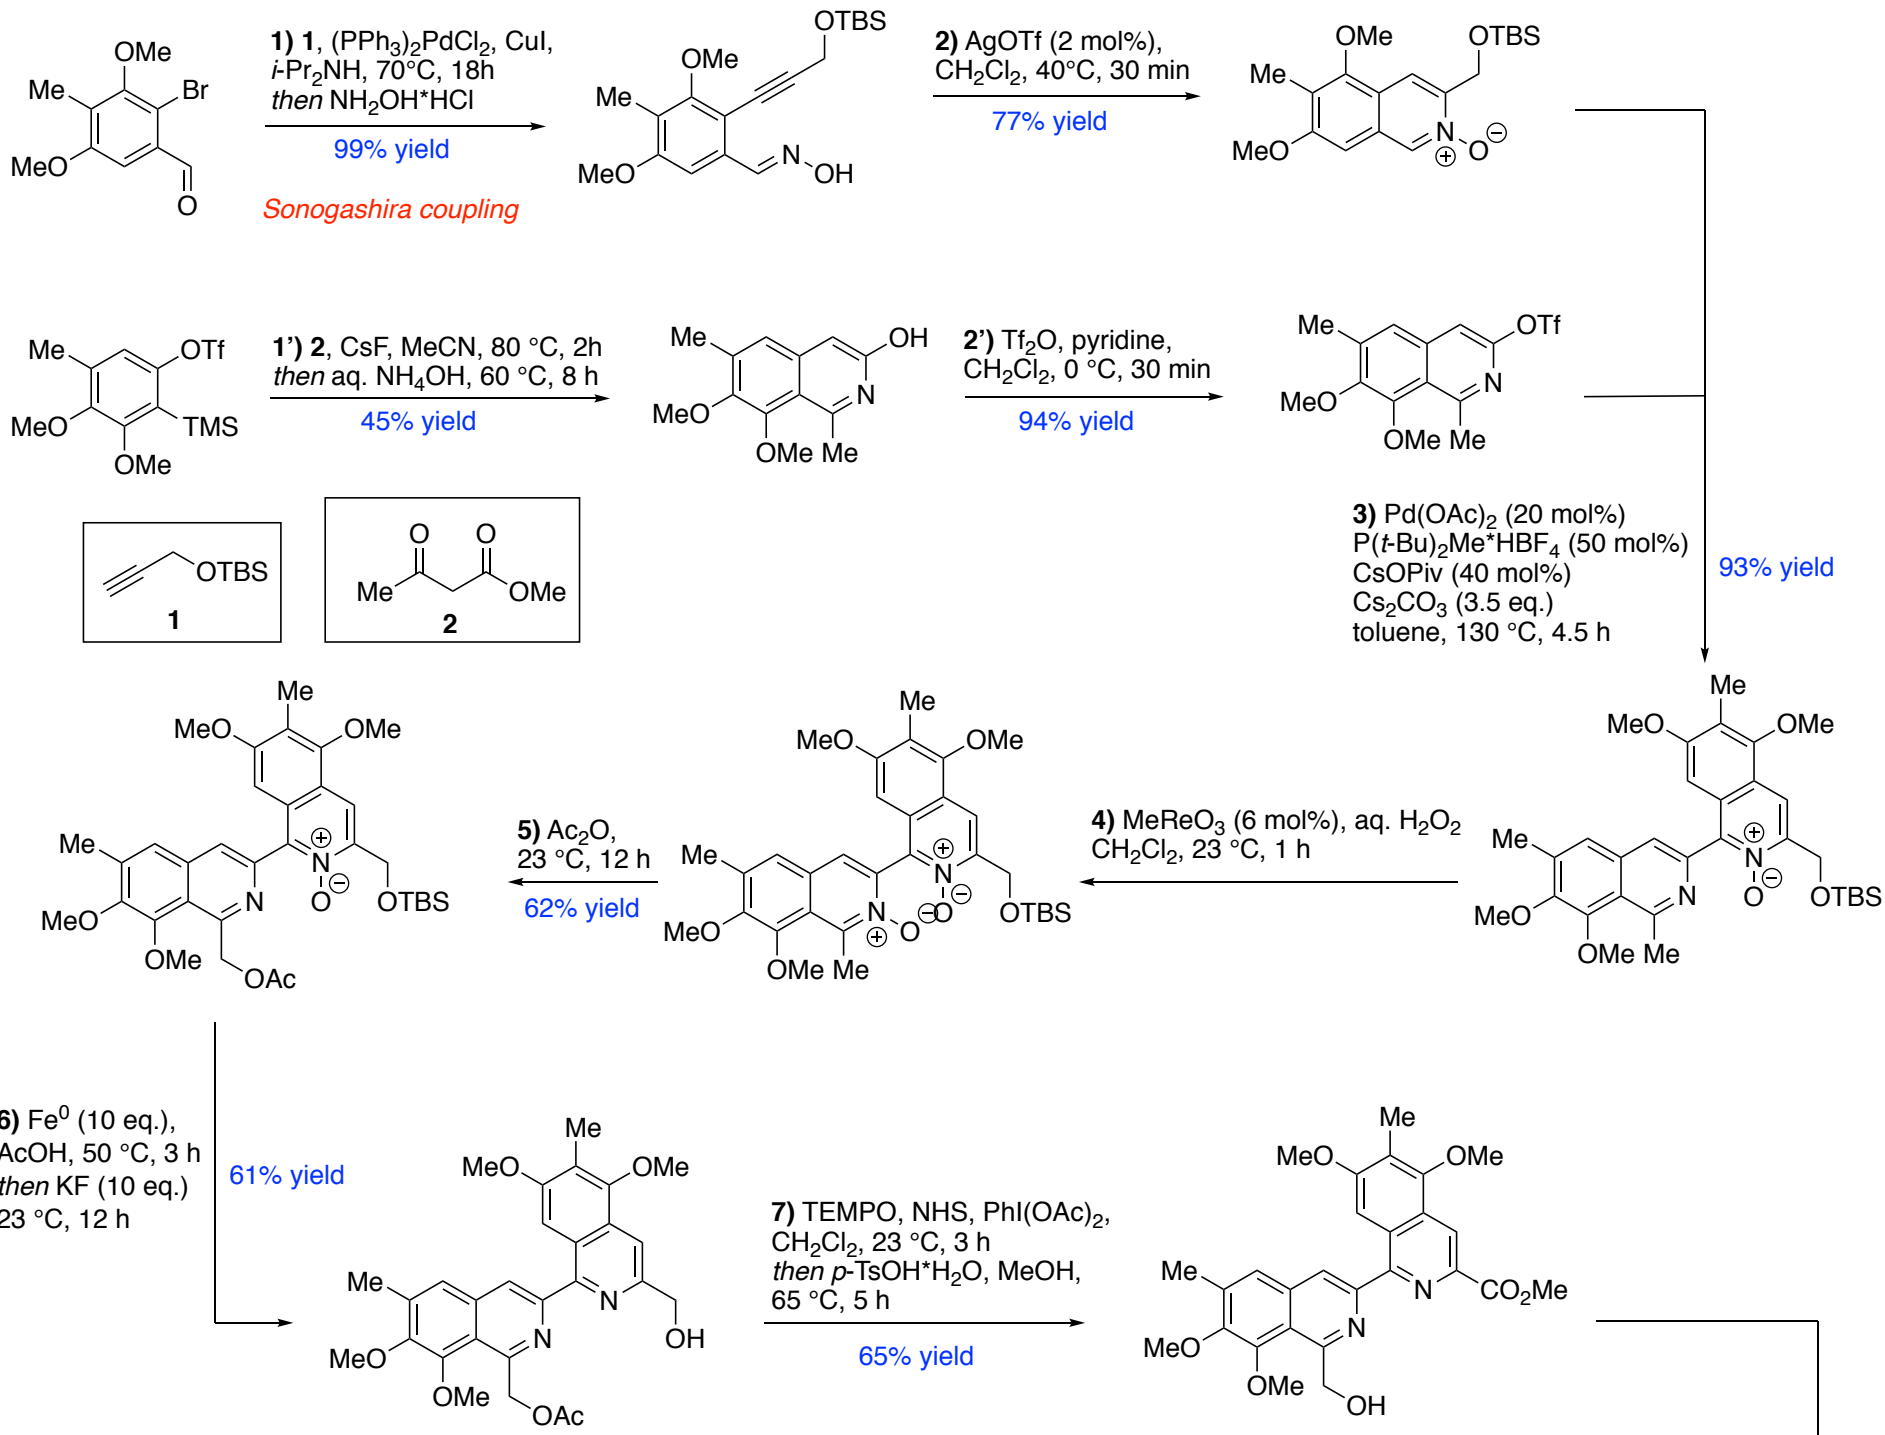 OMe
Me
Br
MeO
O
1) 1, (PPh3)2PdCl2, CuI,
i-Pr2NH, 70°C, 18h
then NH2OH*HCl
99% yield
Sonogashira coupling
OTBS
OMe
Me
MeO
N
OH
2) AgOTf (2 mol%),
CH2Cl2, 40°C, 30 min
77% yield
OMe
OTBS
Me
MeO
N
+
O
−
Me
OTf
MeO
TMS
OMe
1') 2, CsF, MeCN, 80 °C, 2h
then aq. NH4OH, 60 °C, 8 h
45% yield
Me
OH
N
MeO
OMe Me
2') Tf2O, pyridine,
CH2Cl2, 0 °C, 30 min
94% yield
Me
OTf
N
MeO
OMe Me
OTBS
1
O O
Me
OMe
2
3) Pd(OAc)2 (20 mol%)
P(t-Bu)2Me*HBF4 (50 mol%)
CsOPiv (40 mol%)
Cs2CO3 (3.5 eq.)
toluene, 130 °C, 4.5 h
93% yield
Me
MeO
OMe
Me
+
N
−
O
OTBS
N
MeO
OMe
OAc
5) Ac2O,
23 °C, 12 h
62% yield
Me
MeO
OMe
Me
+
N
−
O
OTBS
N
+
O
−
MeO
OMe Me
4) MeReO3 (6 mol%), aq. H2O2
CH2Cl2, 23 °C, 1 h
Me
MeO
OMe
Me
+
N
−
O
OTBS
N
MeO
OMe Me
6) Fe0 (10 eq.),
AcOH, 50 °C, 3 h
then KF (10 eq.)
23 °C, 12 h
61% yield
Me
MeO
OMe
Me
N
OH
N
MeO
OMe
OAc
7) TEMPO, NHS, PhI(OAc)2,
CH2Cl2, 23 °C, 3 h
then p-TsOH*H2O, MeOH,
65 °C, 5 h
65% yield
Me
MeO
OMe
Me
N
CO2Me
N
MeO
OMe
OH